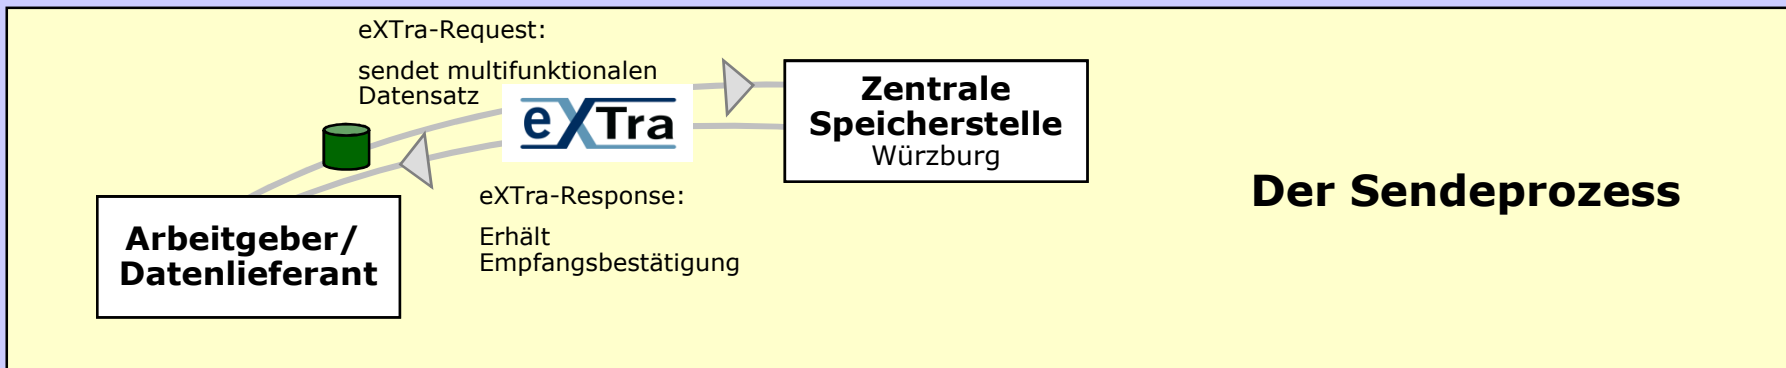 eXTra-Request:
sendet multifunktionalen
Datensatz
eXTra
Zentrale
Speicherstelle
Würzburg
Der Sendeprozess
eXTra-Response:
Erhält
Empfangsbestätigung
Arbeitgeber/
Datenlieferant